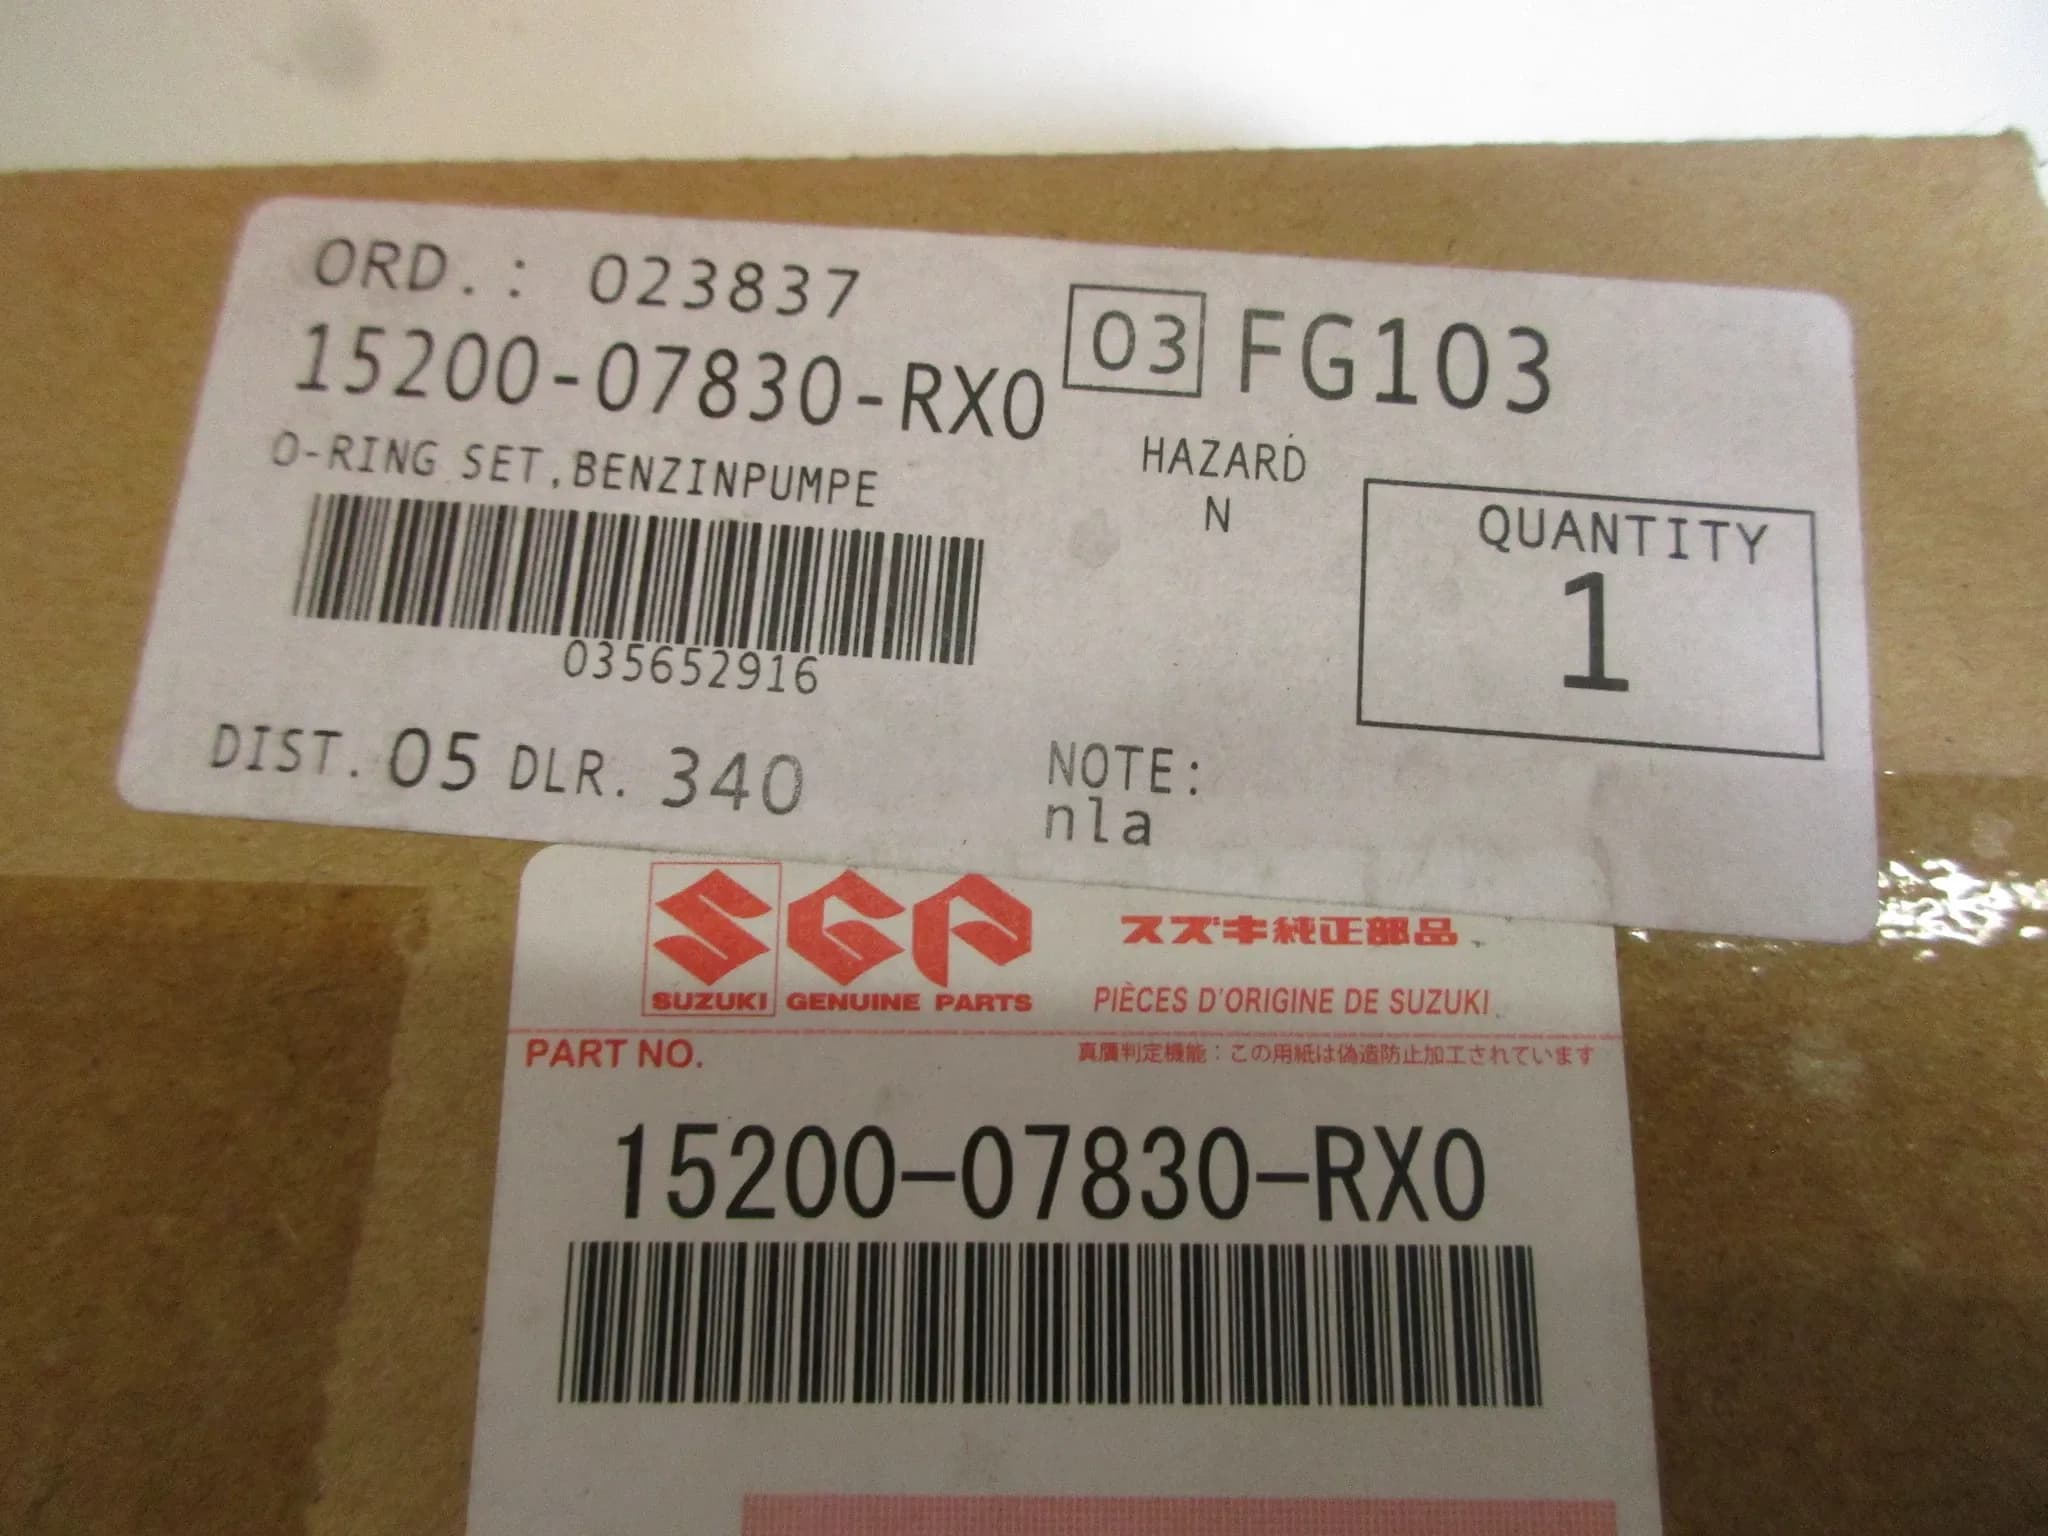 ORD.: 023837
03 FG103
15200-07830-RX0
O-RING SET,BENZINPUMPE
HAZARD
N
QUANTITY
1
035652916
DIST. 05 DLR. 340
NOTE:
nla
SUZUKI GENUINE PARTS
スズキ純正部品
PIÈCES D'ORIGINE DE SUZUKI
PART NO.
真贋判定機能：この用紙は偽造防止加工されています
15200-07830-RX0